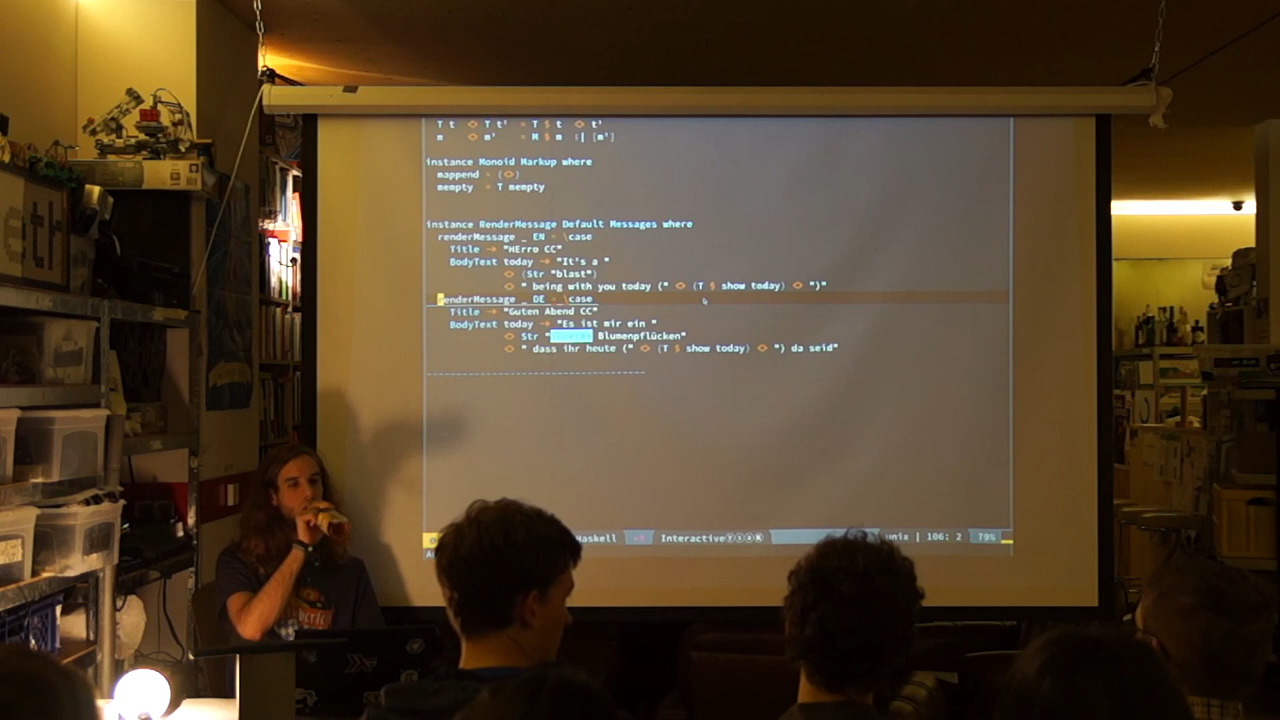 T t <> T t' = T $ t <> t'
m <> m' = M $ m :| [m']
instance Monoid Markup where
mappend = (<>)
mempty = T mempty
instance RenderMessage Default Messages where
renderMessage _ EN = \case
Title → "HErro CC"
BodyText today → "It's a "
<> (Str "blast")
<> " being with you today (" <> (T $ show today) <> ")"
renderMessage _ DE = \case
Title → "Guten Abend CC"
BodyText today → "Es ist mir ein "
<> Str " Blumenpflücken"
<> " dass ihr heute (" <> (T $ show today) <> ") da seid"
Haskell Interactive unix | 106: 2 79%
eth